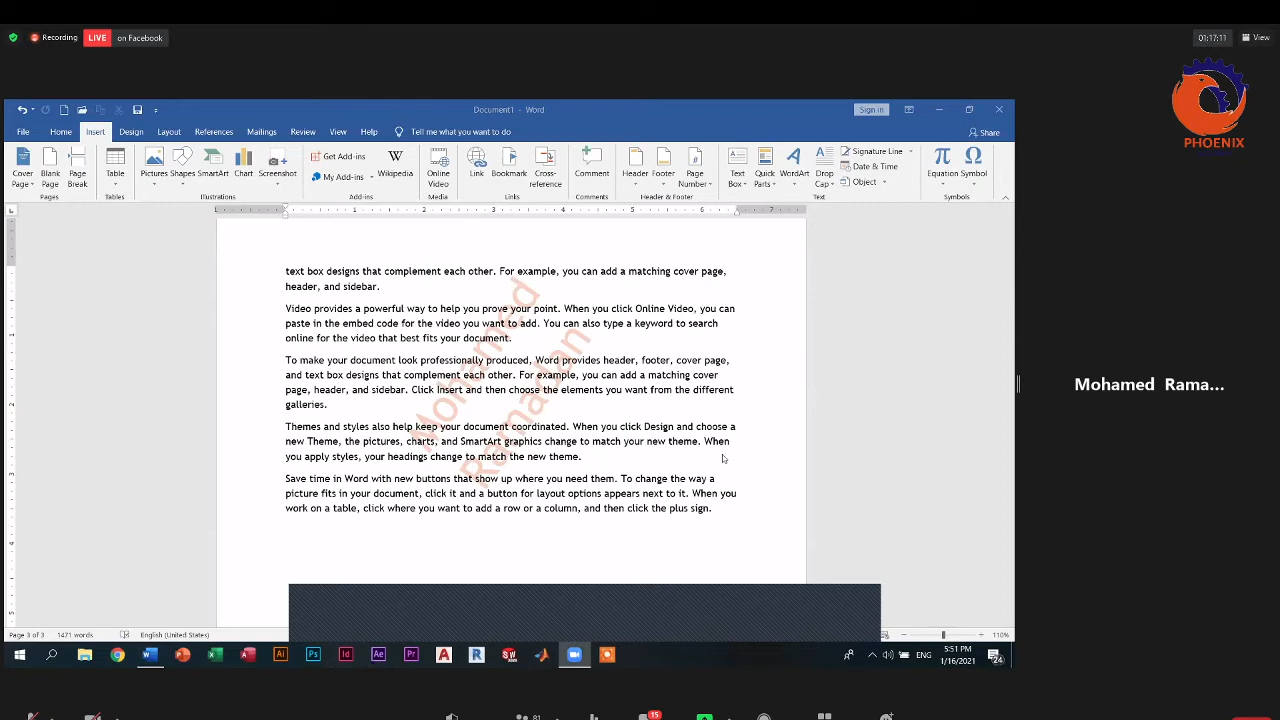 Recording
LIVE
on Facebook
01:17:11
View
PHOENIX
Document1 - Word
Sign in
File
Home
Insert
Design
Layout
References
Mailings
Review
View
Help
Tell me what you want to do
Share
Cover Page
Blank Page
Page Break
Table
Pictures
Shapes
SmartArt
Chart
Screenshot
Get Add-ins
My Add-ins
Wikipedia
Online Video
Link
Bookmark
Cross-reference
Comment
Header
Footer
Page Number
Text Box
Quick Parts
WordArt
Drop Cap
Signature Line
Date & Time
Object
Equation
Symbol
Pages
Tables
Illustrations
Add-ins
Media
Links
Comments
Header & Footer
Text
Symbols
text box designs that complement each other. For example, you can add a matching cover page,
header, and sidebar.
Video provides a powerful way to help you prove your point. When you click Online Video, you can
paste in the embed code for the video you want to add. You can also type a keyword to search
online for the video that best fits your document.
To make your document look professionally produced, Word provides header, footer, cover page,
and text box designs that complement each other. For example, you can add a matching cover
page, header, and sidebar. Click Insert and then choose the elements you want from the different
galleries.
Themes and styles also help keep your document coordinated. When you click Design and choose a
new Theme, the pictures, charts, and SmartArt graphics change to match your new theme. When
you apply styles, your headings change to match the new theme.
Save time in Word with new buttons that show up where you need them. To change the way a
picture fits in your document, click it and a button for layout options appears next to it. When you
work on a table, click where you want to add a row or a column, and then click the plus sign.
Mohamed
Ramadan
Mohamed Rama...
Page 3 of 3
1471 words
English (United States)
110%
Ai
Ps
Id
Ae
Pr
A
R
SW
ENG
5:51 PM
1/16/2021
24
81
15